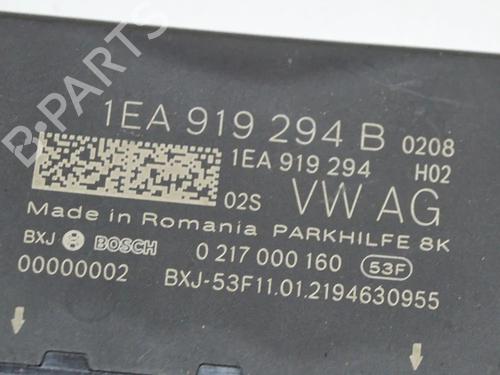 1EA 919 294 B 0208
1EA 919 294 H02
02S VW AG
Made in Romania PARKHILFE 8K
BXJ BOSCH 0 217 000 160 53F
00000002 BXJ-53F11.01.2194630955
B-PARTS